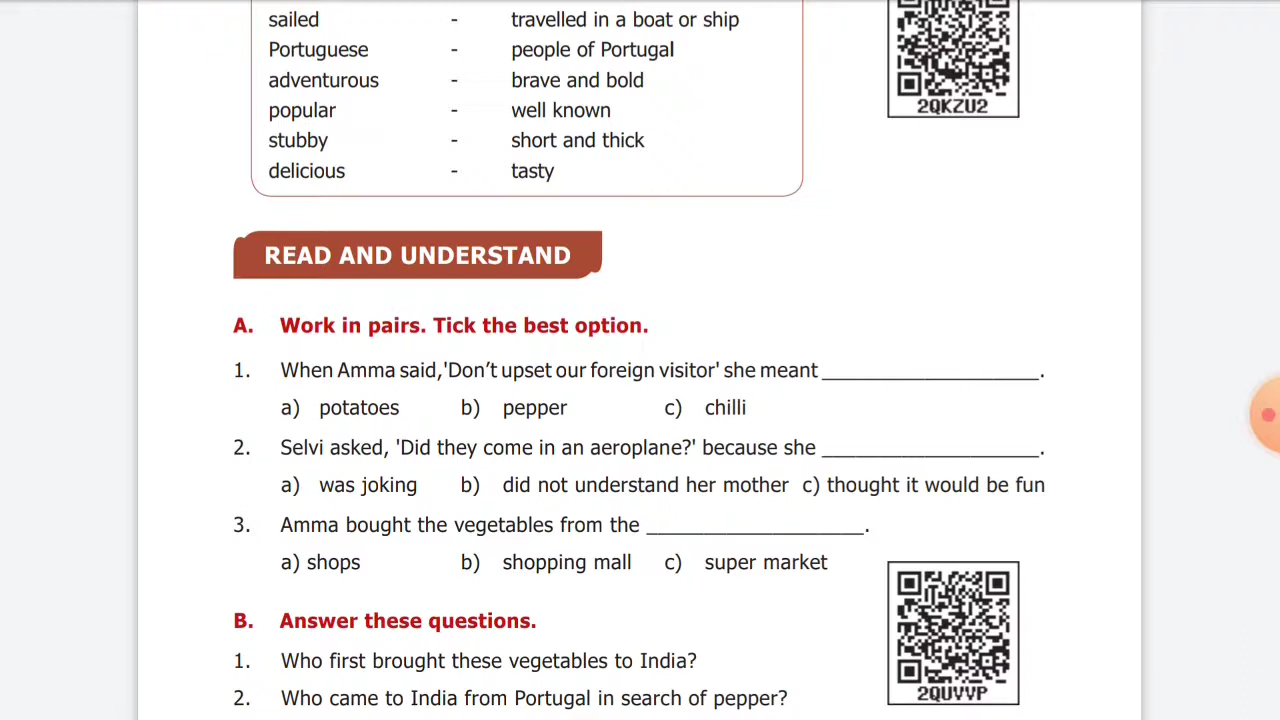 sailed - travelled in a boat or ship
Portuguese - people of Portugal
adventurous - brave and bold
popular - well known
stubby - short and thick
delicious - tasty
2QKZU2
READ AND UNDERSTAND
A. Work in pairs. Tick the best option.
1. When Amma said,'Don't upset our foreign visitor' she meant ____________________.
a) potatoes b) pepper c) chilli
2. Selvi asked, 'Did they come in an aeroplane?' because she ____________________.
a) was joking b) did not understand her mother c) thought it would be fun
3. Amma bought the vegetables from the ____________________.
a) shops b) shopping mall c) super market
B. Answer these questions.
1. Who first brought these vegetables to India?
2. Who came to India from Portugal in search of pepper?
2QUVVP